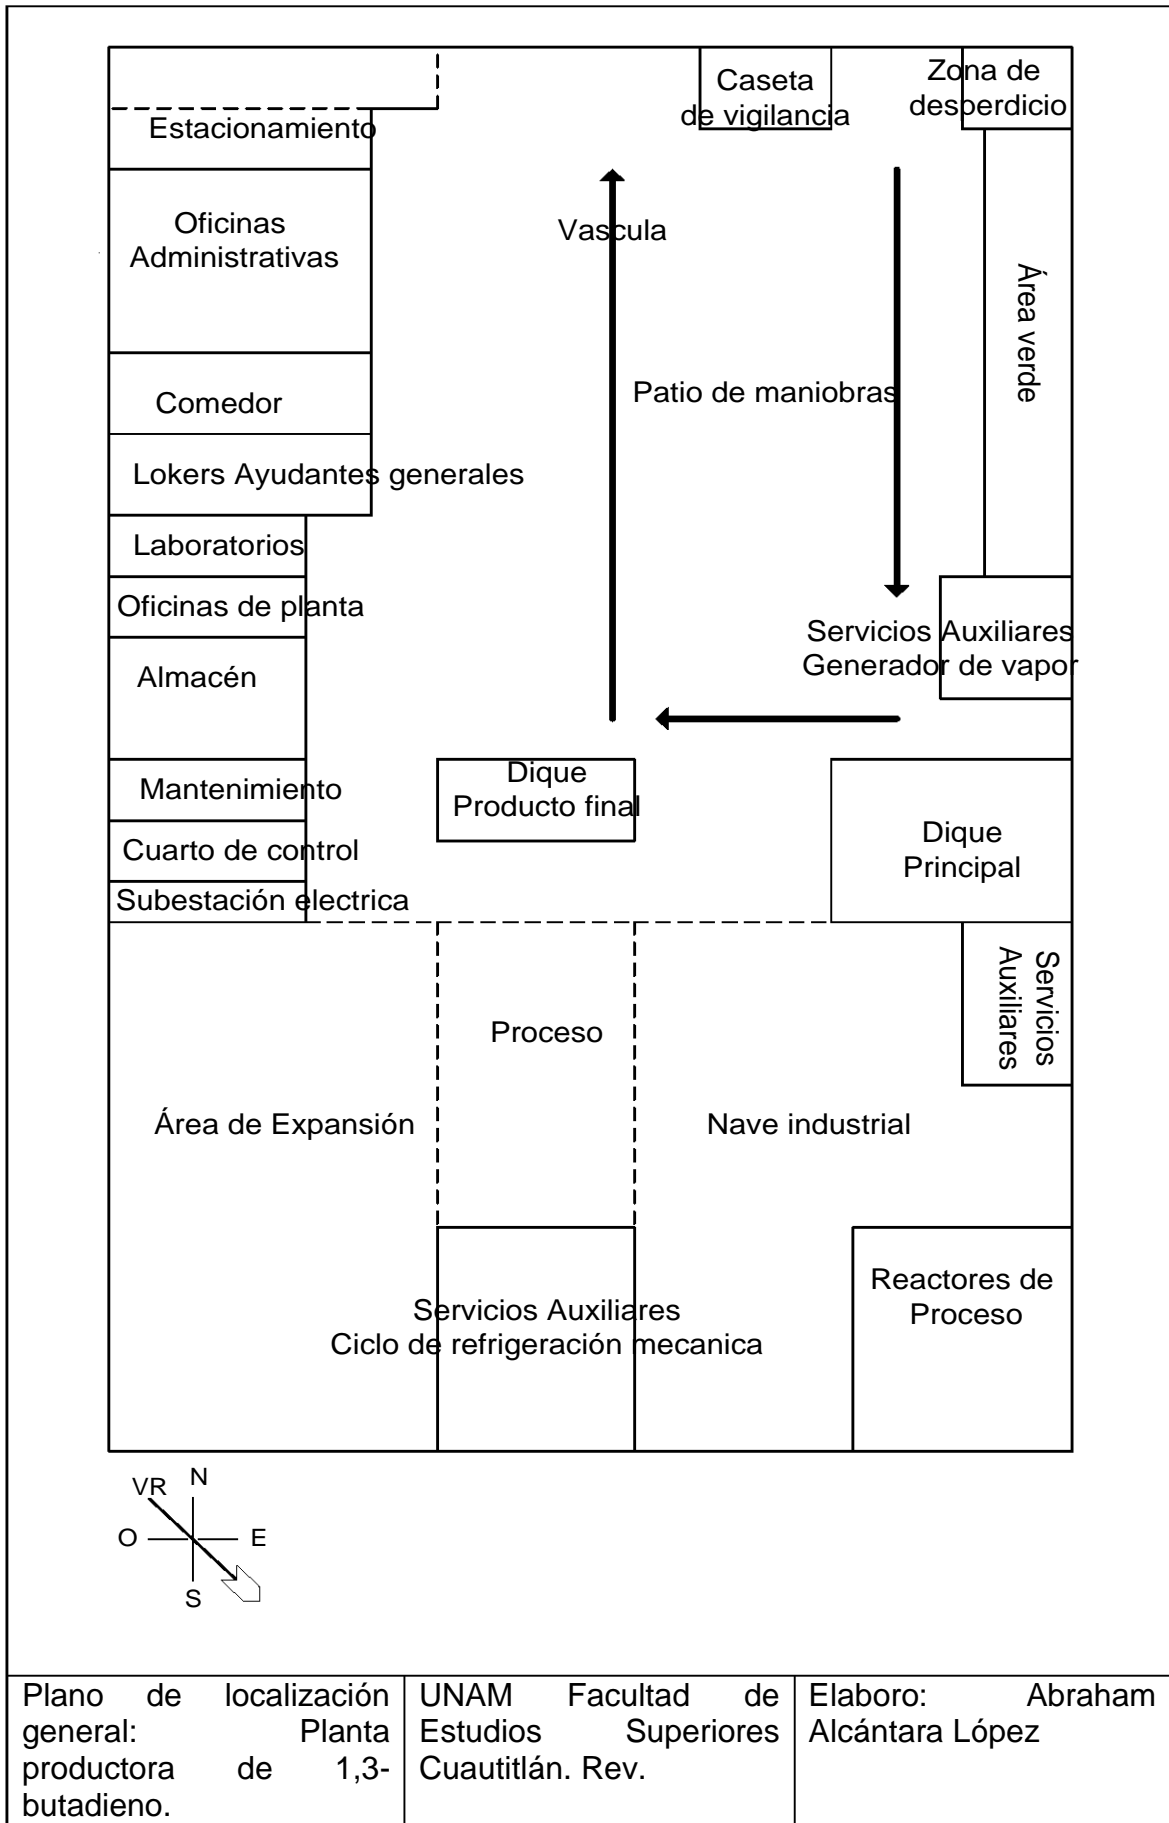 Caseta
de vigilancia
Zona de
desperdicio
Estacionamiento
Oficinas
Administrativas
Vascula
Área verde
Patio de maniobras
Comedor
Lokers Ayudantes generales
Laboratorios
Oficinas de planta
Servicios Auxiliares
Generador de vapor
Almacén
Mantenimiento
Dique
Producto final
Cuarto de control
Dique
Principal
Subestación electrica
Servicios
Auxiliares
Proceso
Área de Expansión
Nave industrial
Reactores de
Proceso
Servicios Auxiliares
Ciclo de refrigeración mecanica
VR
N
O
E
S
Plano de localización
general: Planta
productora de 1,3-
butadieno.
UNAM Facultad de
Estudios Superiores
Cuautitlán. Rev.
Elaboro: Abraham
Alcántara López